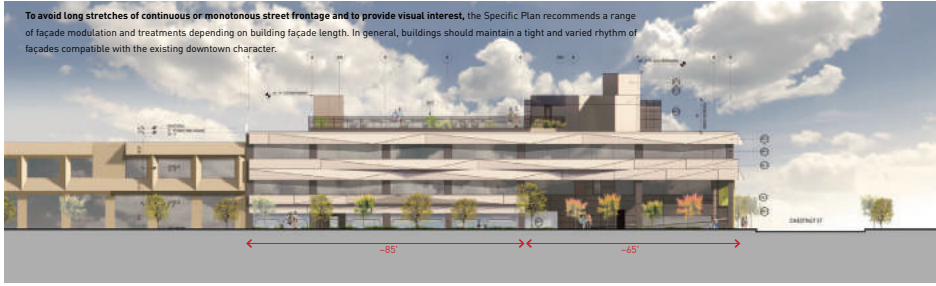 To avoid long stretches of continuous or monotonous street frontage and to provide visual interest, the Specific Plan recommends a range
of façade modulation and treatments depending on building façade length. In general, buildings should maintain a tight and varied rhythm of
façades compatible with the existing downtown character.
CHESTNUT ST
~85'
~65'